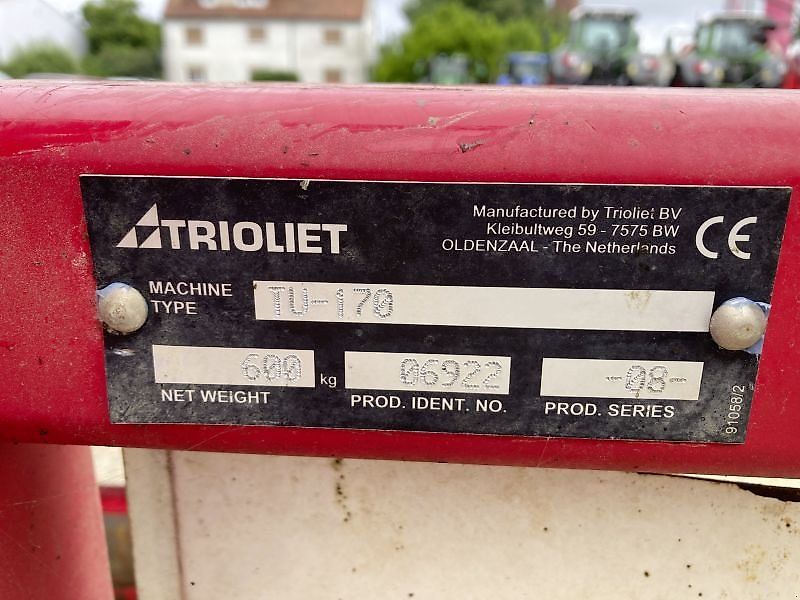 TRIOLIET
Manufactured by Trioliet BV
Kleibultweg 59 - 7575 BW
OLDENZAAL - The Netherlands
CE
MACHINE TYPE TU-170
600 kg
NET WEIGHT
06922
PROD. IDENT. NO.
-08-
PROD. SERIES
91058/2